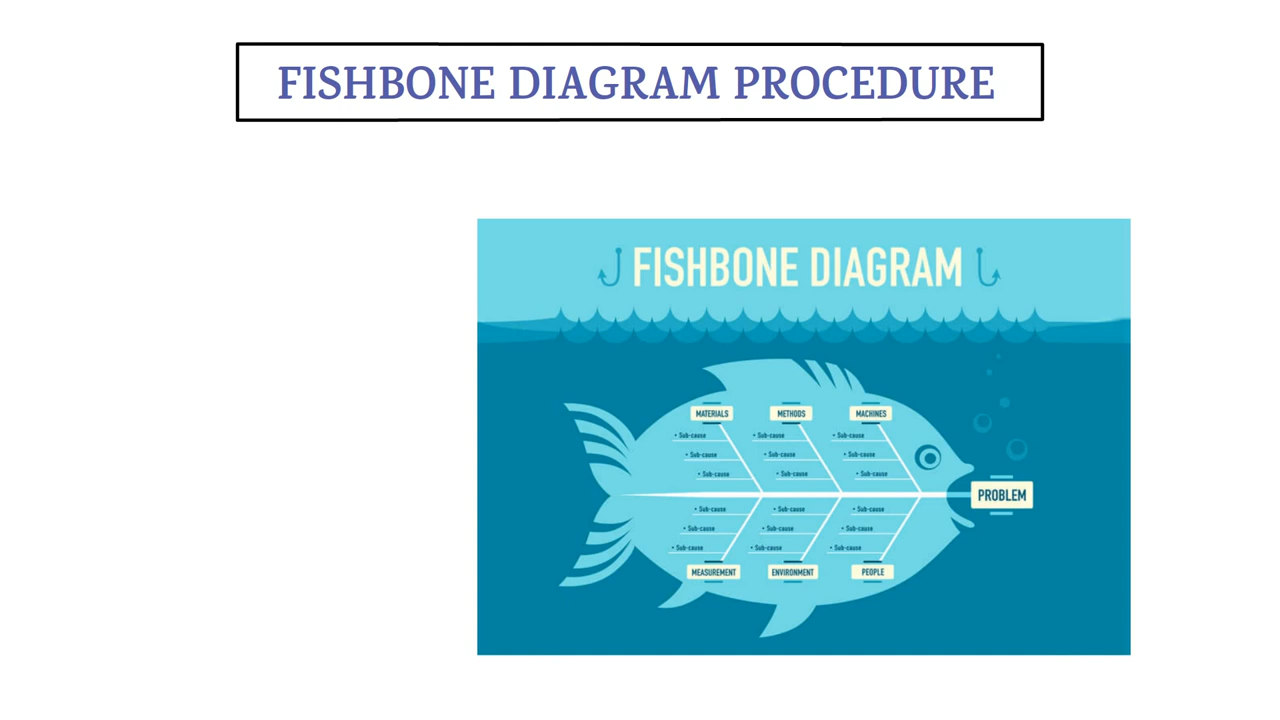 FISHBONE DIAGRAM PROCEDURE
FISHBONE DIAGRAM
MATERIALS METHODS MACHINES
• Sub-cause • Sub-cause • Sub-cause
• Sub-cause • Sub-cause • Sub-cause
• Sub-cause • Sub-cause • Sub-cause
PROBLEM
• Sub-cause • Sub-cause • Sub-cause
• Sub-cause • Sub-cause • Sub-cause
• Sub-cause • Sub-cause • Sub-cause
MEASUREMENT ENVIRONMENT PEOPLE